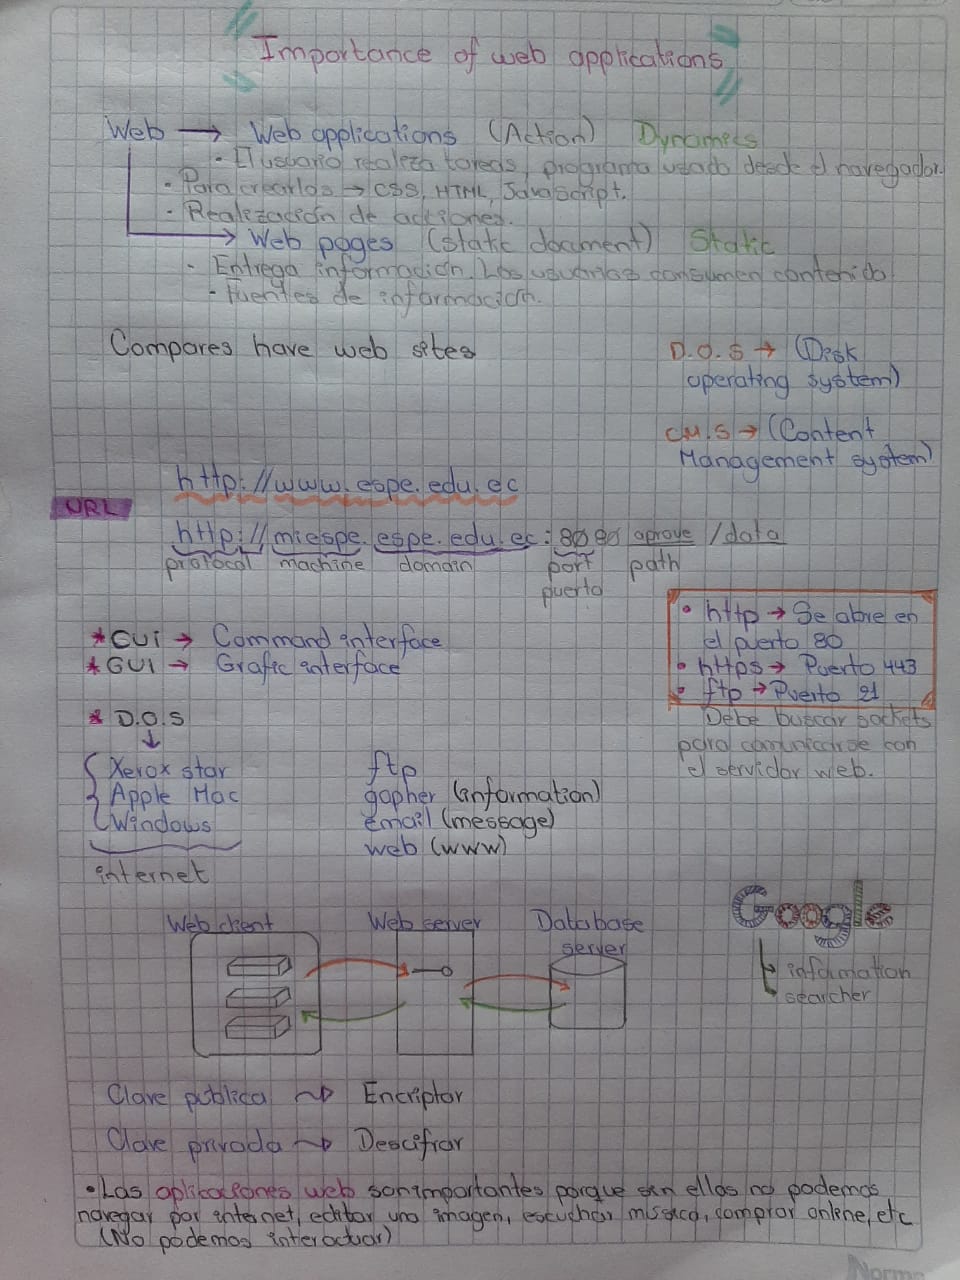 Importance of web applications
Web → Web applications (Action) Dynamics
· El usuario realiza tareas, programa usado desde el navegador.
· Para crearlos → CSS, HTML, JavaScript.
· Realización de acciones.
→ Web pages (static document) Static
· Entrega información. Los usuarios consumen contenido.
· Fuentes de información.
Compares have web sites
D.O.S → (Disk
operating system)
C.M.S → (Content
Management system)
http://www.espe.edu.ec
URL
http://miespe.espe.edu.ec:8080 aprove/data
protocol machine domain port path
puerto
• http → Se abre en
el puerto 80
• https → Puerto 443
• ftp → Puerto 21
Debe buscar sockets
para comunicarse con
el servidor web.
* CUI → Command interface
* GUI → Grafic interface
* D.O.S
↓
Xerox star
Apple Mac
Windows
internet
ftp
gopher (information)
email (message)
web (www)
Web client Web server Database
server
Google
information
searcher
Clave pública → Encriptar
Clave privada → Descifrar
• Las aplicaciones web son importantes porque sin ellas no podemos
navegar por internet, editar una imagen, escuchar música, comprar online, etc
(No podemos interactuar)
Norma